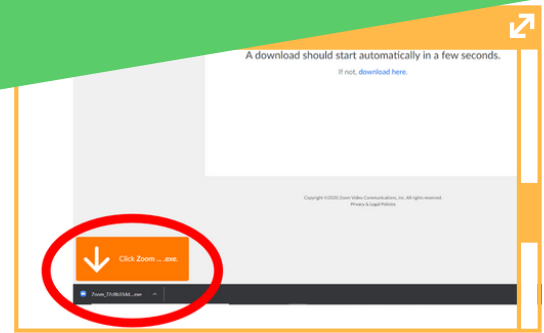 A download should start automatically in a few seconds.
If not, download here.
Copyright ©2020 Zoom Video Communications, Inc. All rights reserved.
Privacy & Legal Policies
Click Zoom ... .exe.